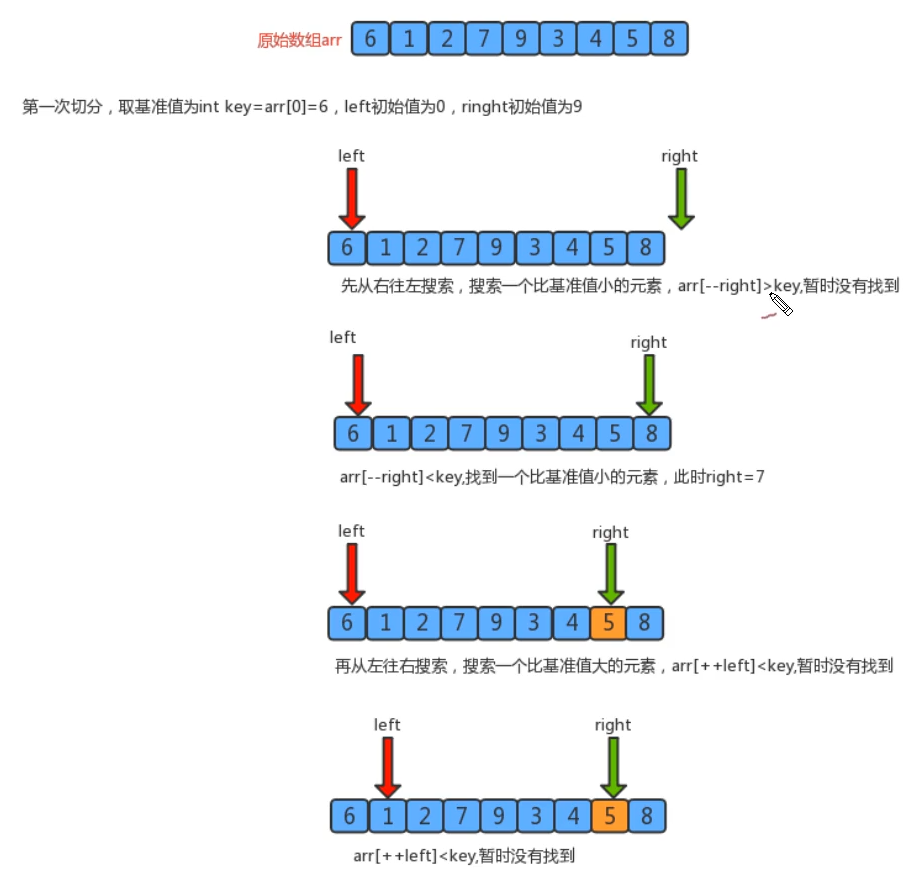 原始数组arr 6 1 2 7 9 3 4 5 8
第一次切分，取基准值为int key=arr[0]=6，left初始值为0，ringht初始值为9
left right
6 1 2 7 9 3 4 5 8
先从右往左搜索，搜索一个比基准值小的元素，arr[--right]>key,暂时没有找到
left right
6 1 2 7 9 3 4 5 8
arr[--right]<key,找到一个比基准值小的元素，此时right=7
left right
6 1 2 7 9 3 4 5 8
再从左往右搜索，搜索一个比基准值大的元素，arr[++left]<key,暂时没有找到
left right
6 1 2 7 9 3 4 5 8
arr[++left]<key,暂时没有找到